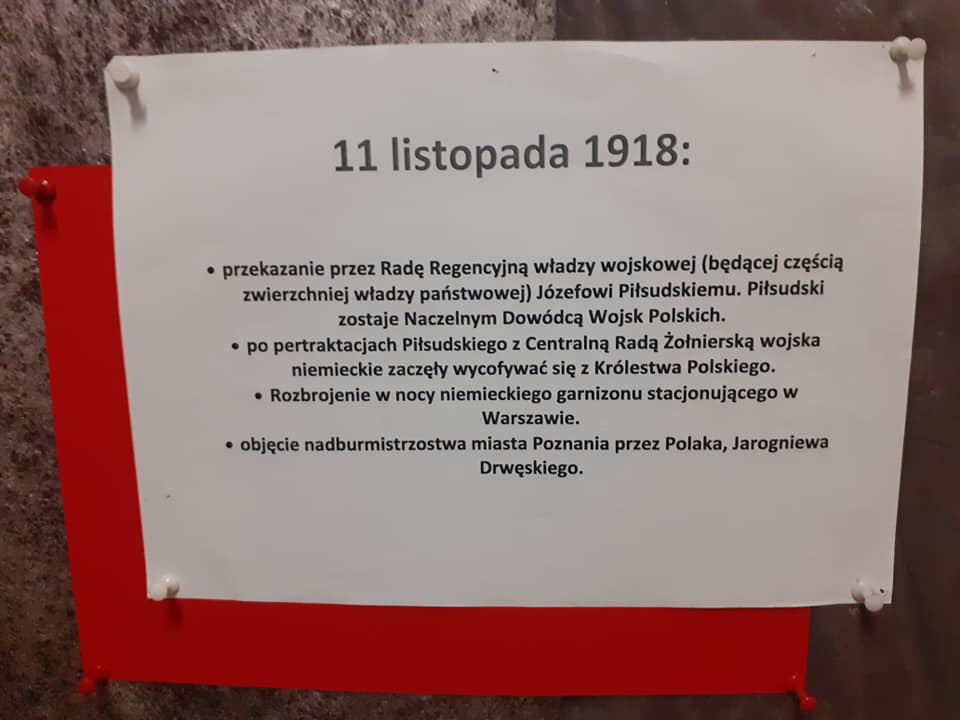 11 listopada 1918:
• przekazanie przez Radę Regencyjną władzy wojskowej (będącej częścią
zwierzchniej władzy państwowej) Józefowi Piłsudskiemu. Piłsudski
zostaje Naczelnym Dowódcą Wojsk Polskich.
• po pertraktacjach Piłsudskiego z Centralną Radą Żołnierską wojska
niemieckie zaczęły wycofywać się z Królestwa Polskiego.
• Rozbrojenie w nocy niemieckiego garnizonu stacjonującego w
Warszawie.
• objęcie nadburmistrzostwa miasta Poznania przez Polaka, Jarogniewa
Drwęskiego.